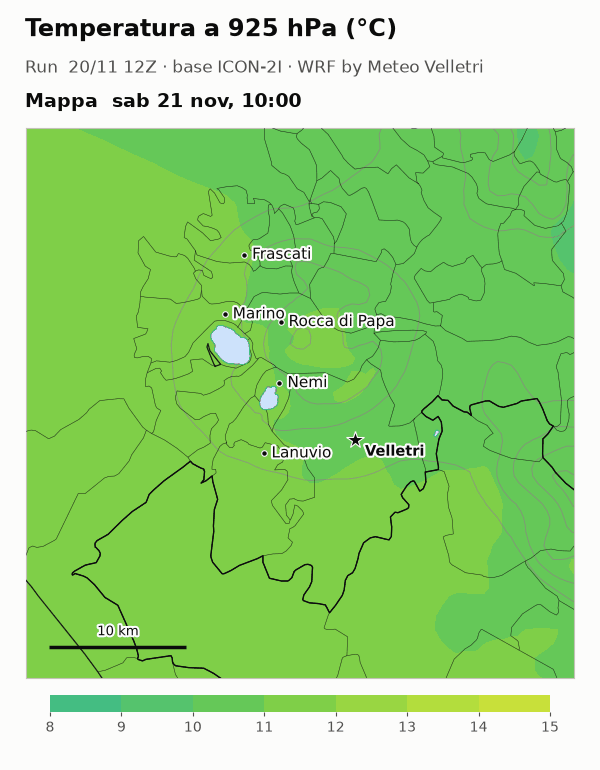 Temperatura a 925 hPa (°C)
Run  20/11 12Z · base ICON-2I · WRF by Meteo Velletri
Mappa  sab 21 nov, 10:00
Frascati
Marino
Rocca di Papa
Nemi
Velletri
Lanuvio
10 km
8 9 10 11 12 13 14 15